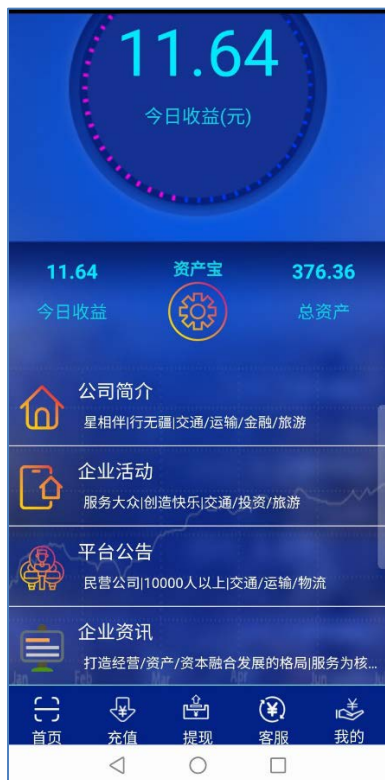 11.64
今日收益(元)
11.64 资产宝 376.36
今日收益 总资产
公司简介
星相伴|行无疆|交通/运输/金融/旅游
企业活动
服务大众|创造快乐|交通/投资/旅游
平台公告
民营公司|10000人以上|交通/运输/物流
企业资讯
打造经营/资产/资本融合发展的格局|服务为核...
Jan Feb Mar Apr Jun
首页 充值 提现 客服 我的